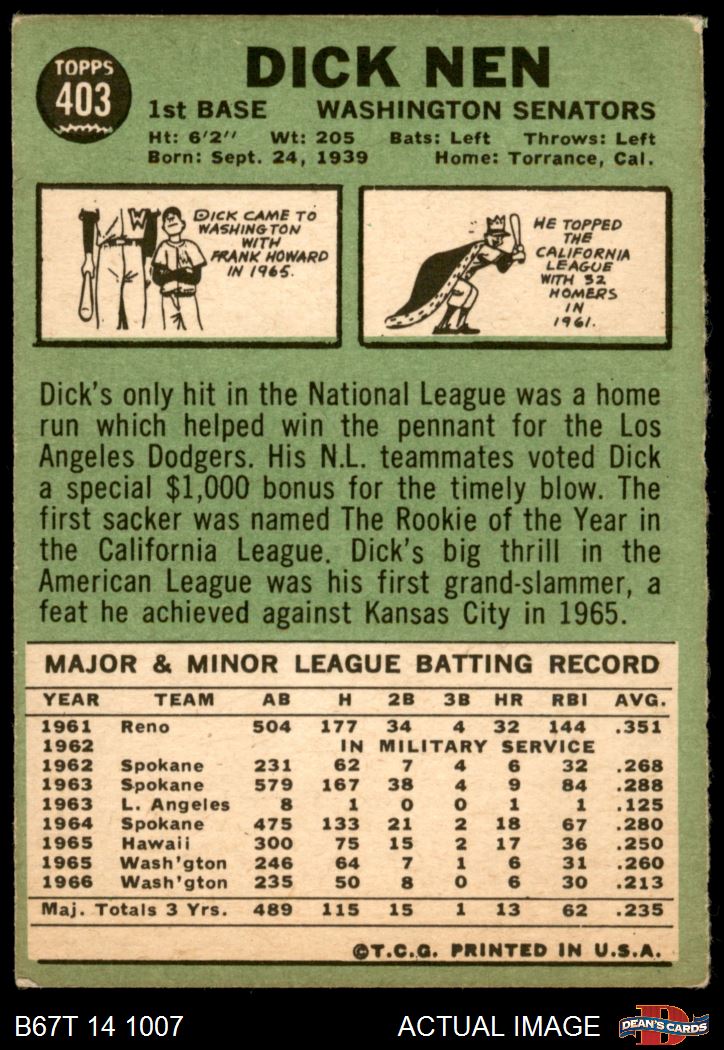 TOPPS
403
DICK NEN
1st BASE WASHINGTON SENATORS
Ht: 6'2'' Wt: 205 Bats: Left Throws: Left
Born: Sept. 24, 1939 Home: Torrance, Cal.
W
DICK CAME TO
WASHINGTON
WITH
FRANK HOWARD
IN 1965.
HE TOPPED
THE
CALIFORNIA
LEAGUE
WITH 32
HOMERS
IN
1961.
Dick's only hit in the National League was a home
run which helped win the pennant for the Los
Angeles Dodgers. His N.L. teammates voted Dick
a special $1,000 bonus for the timely blow. The
first sacker was named The Rookie of the Year in
the California League. Dick's big thrill in the
American League was his first grand-slammer, a
feat he achieved against Kansas City in 1965.
MAJOR & MINOR LEAGUE BATTING RECORD
YEAR TEAM AB H 2B 3B HR RBI AVG.
1961 Reno 504 177 34 4 32 144 .351
1962 IN MILITARY SERVICE
1962 Spokane 231 62 7 4 6 32 .268
1963 Spokane 579 167 38 4 9 84 .288
1963 L. Angeles 8 1 0 0 1 1 .125
1964 Spokane 475 133 21 2 18 67 .280
1965 Hawaii 300 75 15 2 17 36 .250
1965 Wash'gton 246 64 7 1 6 31 .260
1966 Wash'gton 235 50 8 0 6 30 .213
Maj. Totals 3 Yrs. 489 115 15 1 13 62 .235
©T.C.G. PRINTED IN U.S.A.
B67T 14 1007 ACTUAL IMAGE
D
DEAN'S CARDS